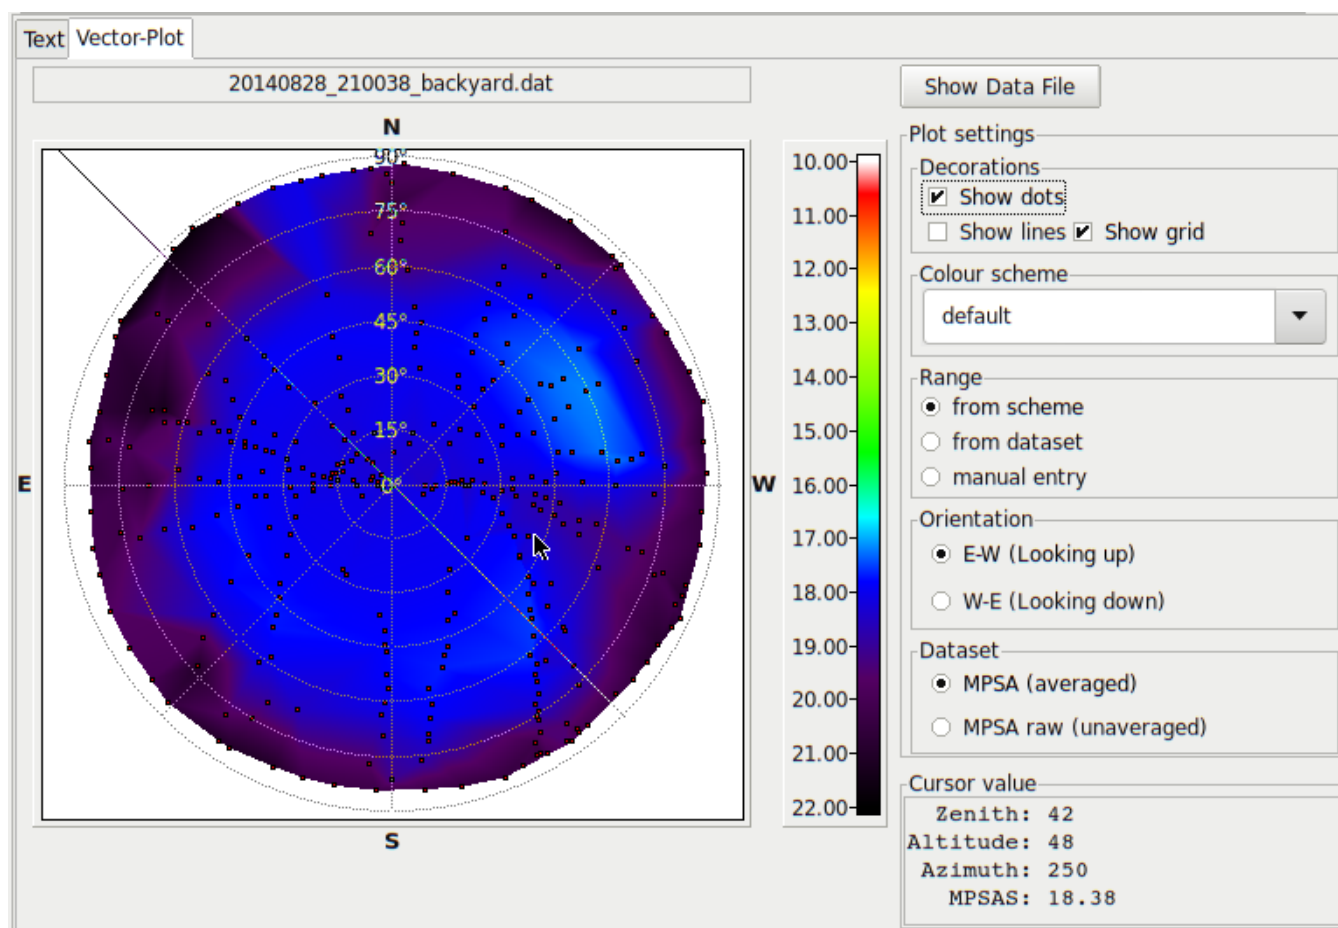 Text Vector-Plot
20140828_210038_backyard.dat
Show Data File
N
90°
75°
60°
45°
30°
15°
0°
E
W
S
10.00
11.00
12.00
13.00
14.00
15.00
16.00
17.00
18.00
19.00
20.00
21.00
22.00
Plot settings
Decorations
Show dots
Show lines Show grid
Colour scheme
default
Range
from scheme
from dataset
manual entry
Orientation
E-W (Looking up)
W-E (Looking down)
Dataset
MPSA (averaged)
MPSA raw (unaveraged)
Cursor value
Zenith: 42
Altitude: 48
Azimuth: 250
MPSAS: 18.38